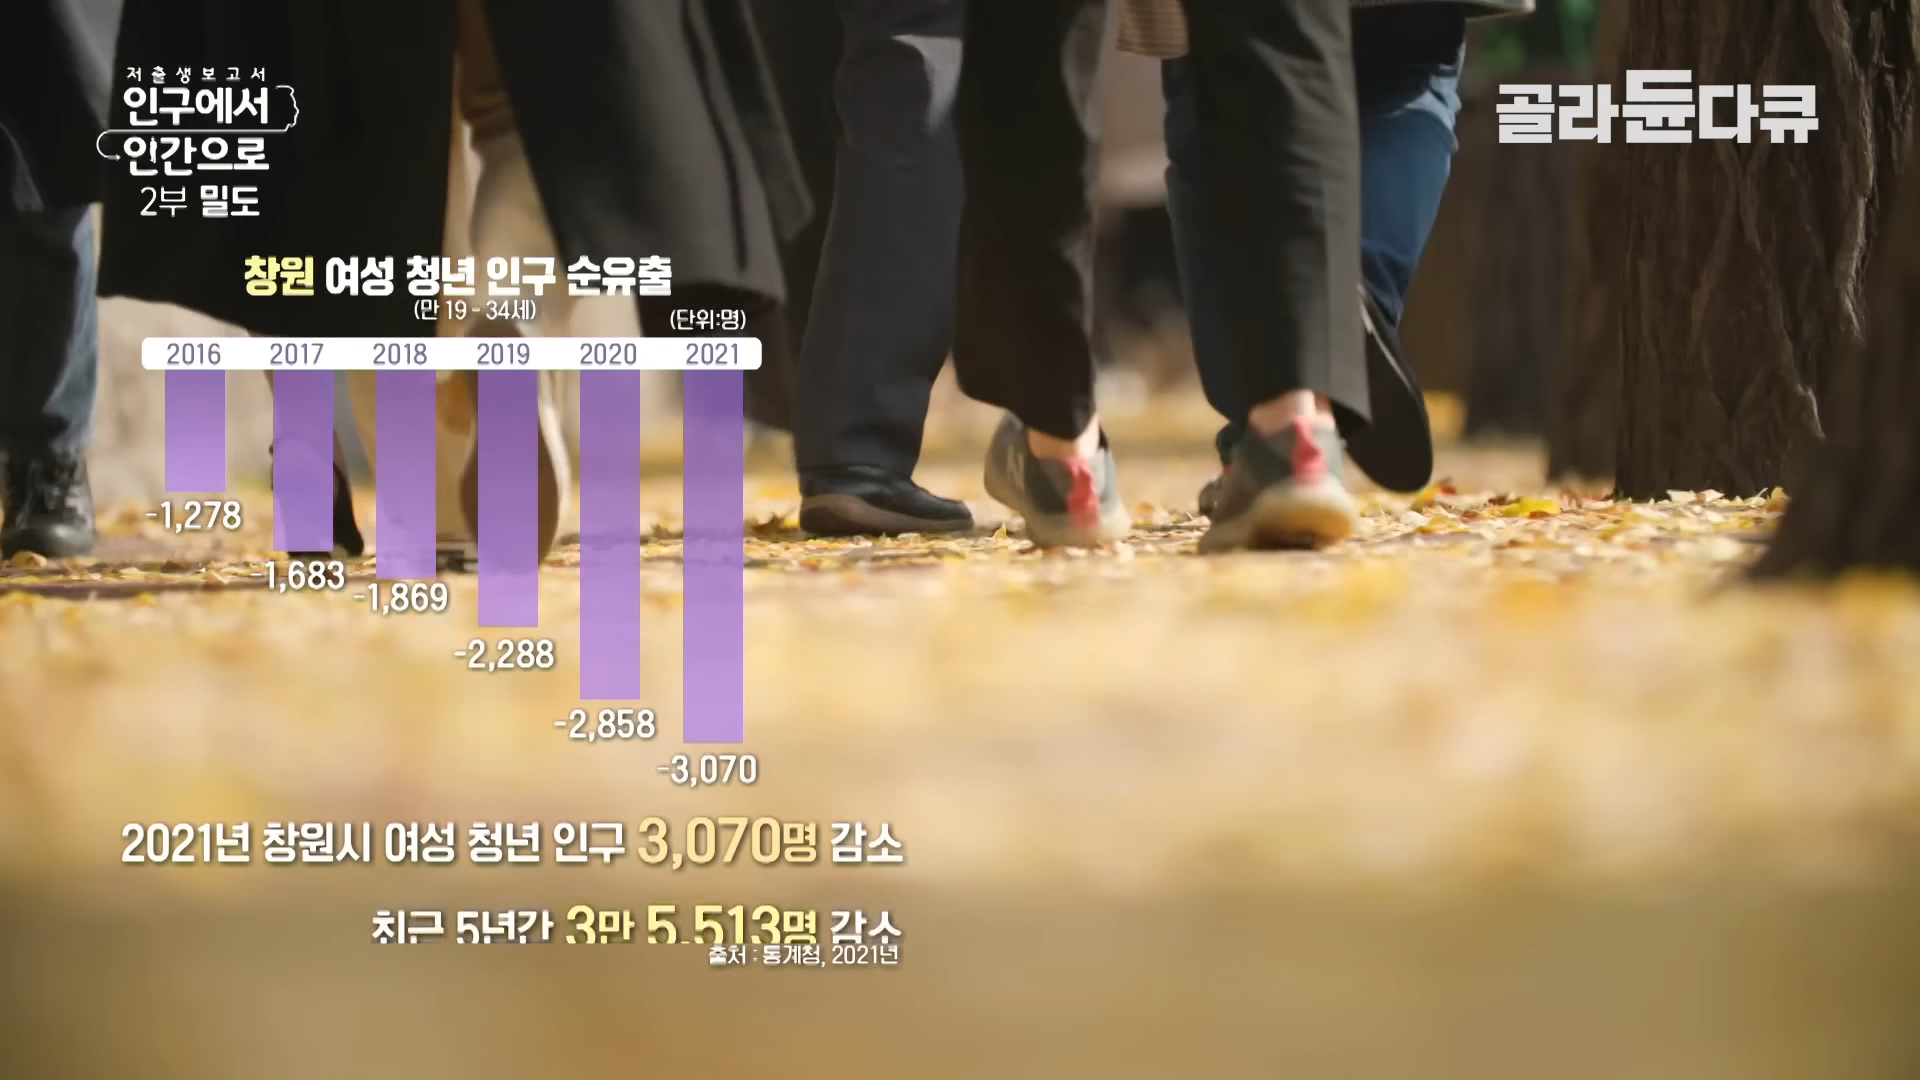 저출생보고서
인구에서
인간으로
2부 밀도
골라둔다큐
창원 여성 청년 인구 순유출
(만 19 - 34세)
(단위:명)
2016 2017 2018 2019 2020 2021
-1,278
-1,683
-1,869
-2,288
-2,858
-3,070
2021년 창원시 여성 청년 인구 3,070명 감소
최근 5년간 3만 5,513명 감소
출처 : 통계청, 2021년